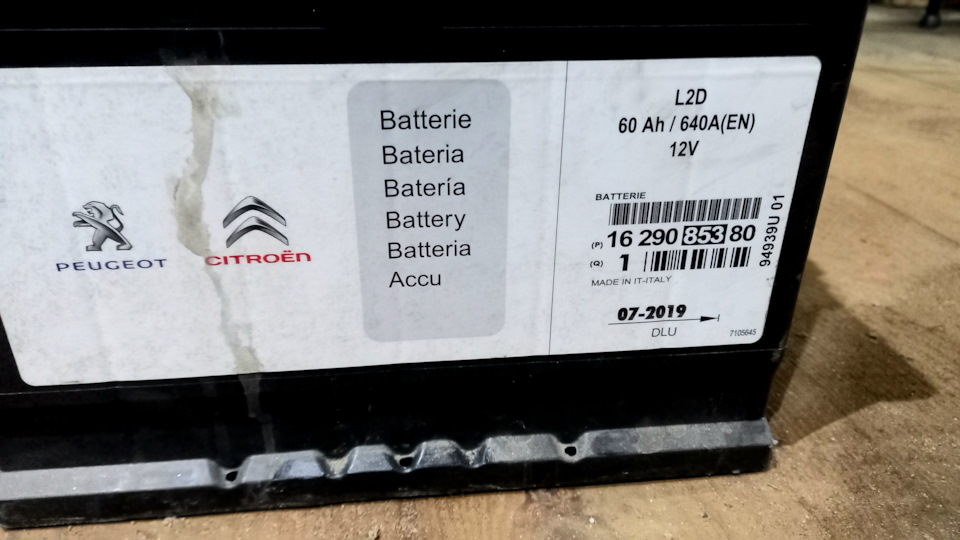 PEUGEOT
CITROËN
Batterie
Bateria
Batería
Battery
Batteria
Accu
L2D
60 Ah / 640A(EN)
12V
BATTERIE
(P) 16 290 853 80
(Q) 1
MADE IN IT-ITALY
94939U 01
07-2019
DLU
7105645